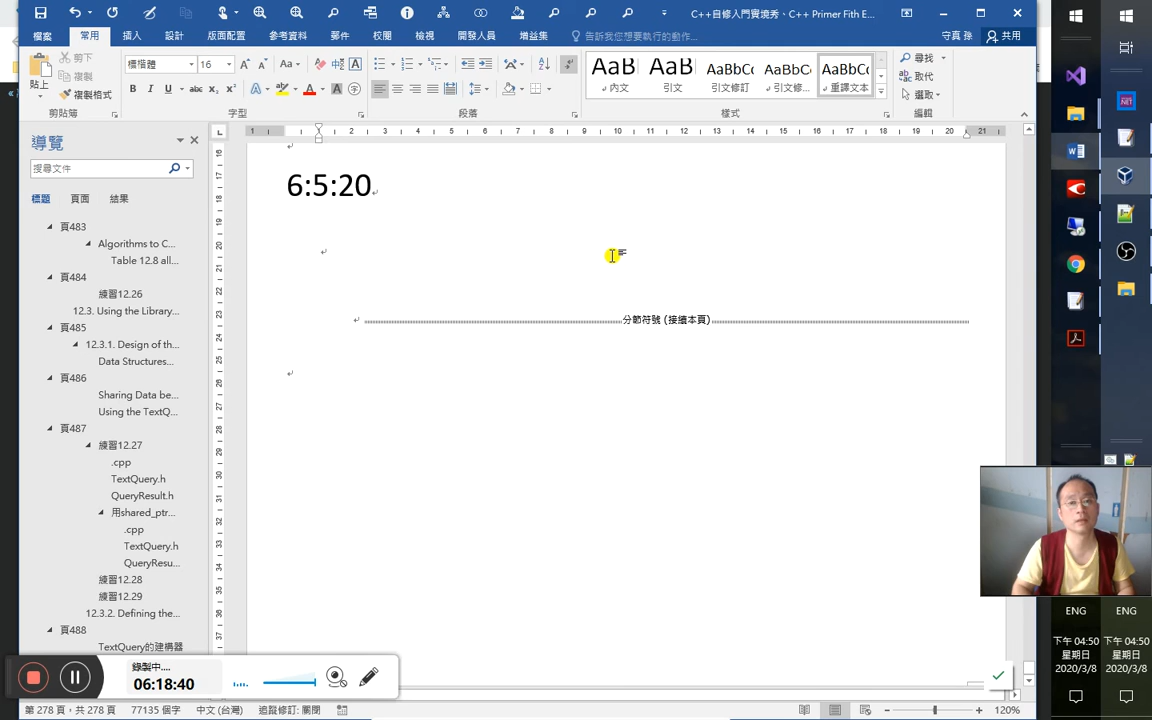 C++自修入門實境秀、C++ Primer Fith E...
檔案 常用 插入 設計 版面配置 參考資料 郵件 校閱 檢視 開發人員 增益集 告訴我您想要執行的動作... 守真 孫 共用
貼上 剪下 複製 複製格式
標楷體 16
AaB AaB AaBbCc AaBbCc AaBbCc
內文 引文 引文修訂 引文修... 重譯文本
尋找 取代 選取
剪貼簿 字型 段落 樣式 編輯
導覽
搜尋文件
標題 頁面 結果
頁483
Algorithms to C...
Table 12.8 all...
頁484
練習12.26
12.3. Using the Library...
頁485
12.3.1. Design of th...
Data Structures...
頁486
Sharing Data be...
Using the TextQ...
頁487
練習12.27
.cpp
TextQuery.h
QueryResult.h
用shared_ptr...
.cpp
TextQuery.h
QueryResu...
練習12.28
練習12.29
12.3.2. Defining the...
頁488
TextQuery的建構器
6:5:20
分節符號 (接續本頁)
錄製中....
06:18:40
第 278 頁，共 278 頁 77135 個字 中文 (台灣) 追蹤修訂: 關閉 120%
ENG ENG
下午 04:50 下午 04:50
星期日 星期日
2020/3/8 2020/3/8